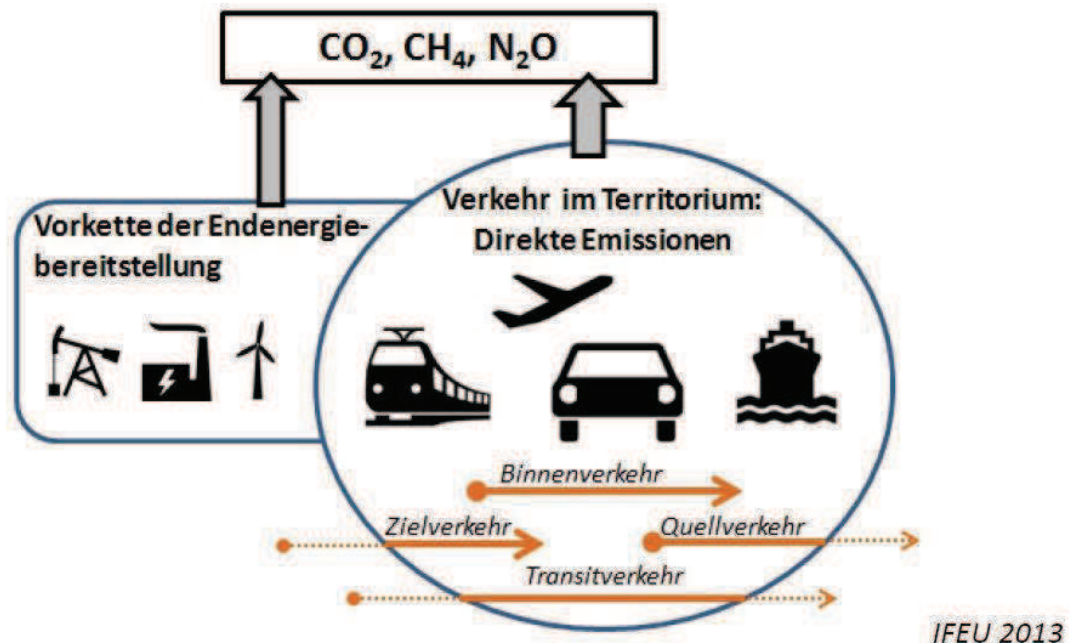 CO₂, CH₄, N₂O
Vorkette der Endenergie-
bereitstellung
Verkehr im Territorium:
Direkte Emissionen
Binnenverkehr
Zielverkehr
Quellverkehr
Transitverkehr
IFEU 2013